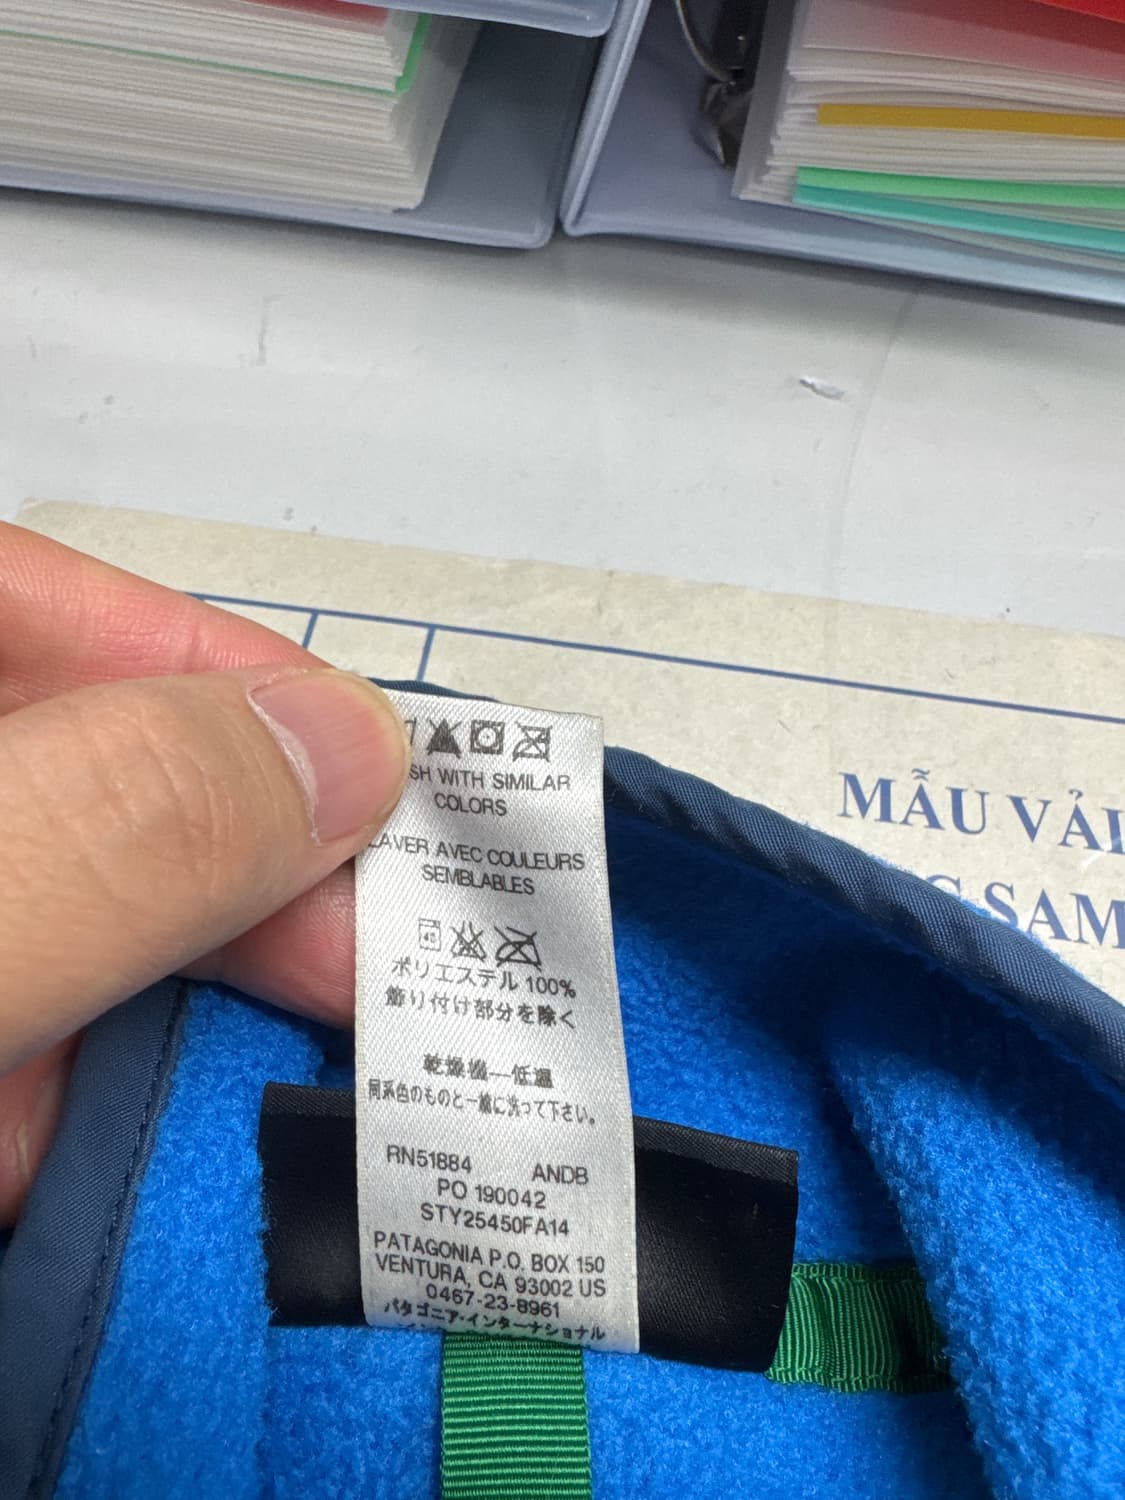 SH WITH SIMILAR
COLORS
LAVER AVEC COULEURS
SEMBLABLES
40
ポリエステル 100%
飾り付け部分を除く
乾燥機—低温
同系色のものと一緒に洗って下さい。
RN51884 ANDB
PO 190042
STY25450FA14
PATAGONIA P.O. BOX 150
VENTURA, CA 93002 US
0467-23-8961
パタゴニア・インターナショナル
MẪU VẢI
SAM